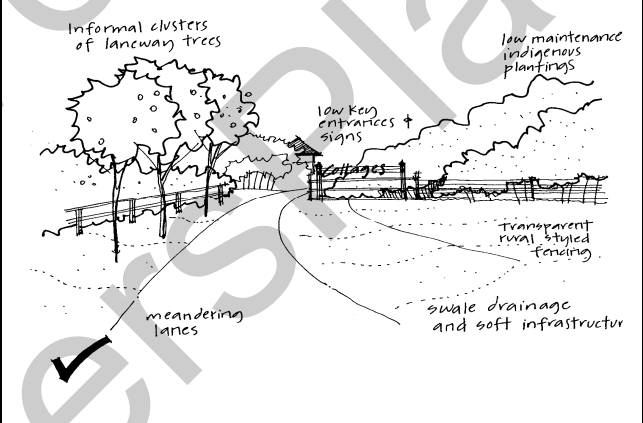 Informal clusters
of laneway trees
low maintenance
indigenous
plantings
low key
entrances +
signs
Cottages
transparent
rural styled
fencing
meandering
lanes
swale drainage
and soft infrastructur